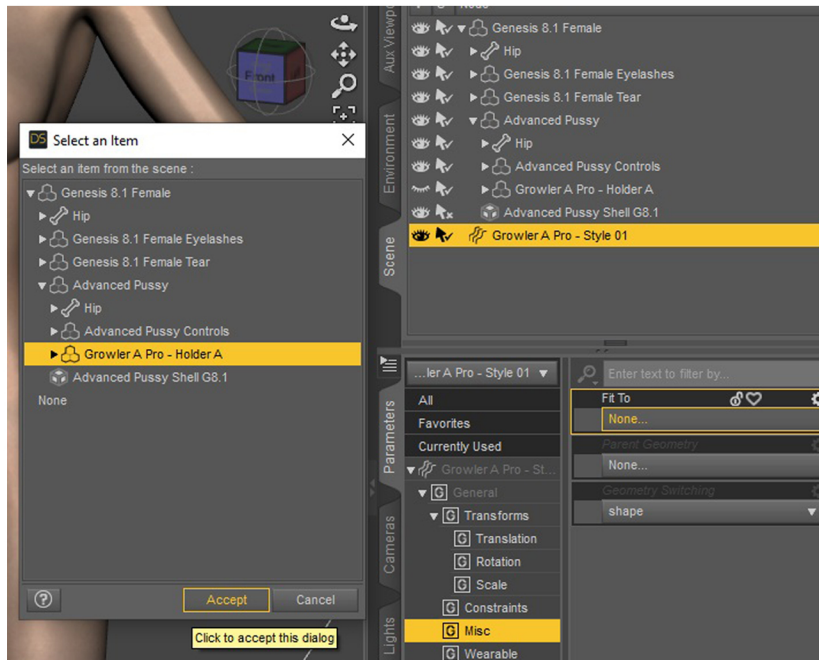 Front
DS Select an Item
Select an item from the scene :
Genesis 8.1 Female
Hip
Genesis 8.1 Female Eyelashes
Genesis 8.1 Female Tear
Advanced Pussy
Hip
Advanced Pussy Controls
Growler A Pro - Holder A
Advanced Pussy Shell G8.1
None
Accept
Cancel
Click to accept this dialog
Aux Viewpo
Environment
Scene
Genesis 8.1 Female
Hip
Genesis 8.1 Female Eyelashes
Genesis 8.1 Female Tear
Advanced Pussy
Hip
Advanced Pussy Controls
Growler A Pro - Holder A
Advanced Pussy Shell G8.1
Growler A Pro - Style 01
Parameters
Cameras
Lights
...ler A Pro - Style 01
All
Favorites
Currently Used
Growler A Pro - St...
G General
G Transforms
G Translation
G Rotation
G Scale
G Constraints
G Misc
G Wearable
Enter text to filter by...
Fit To
None...
Parent Geometry
None...
Geometry Switching
shape